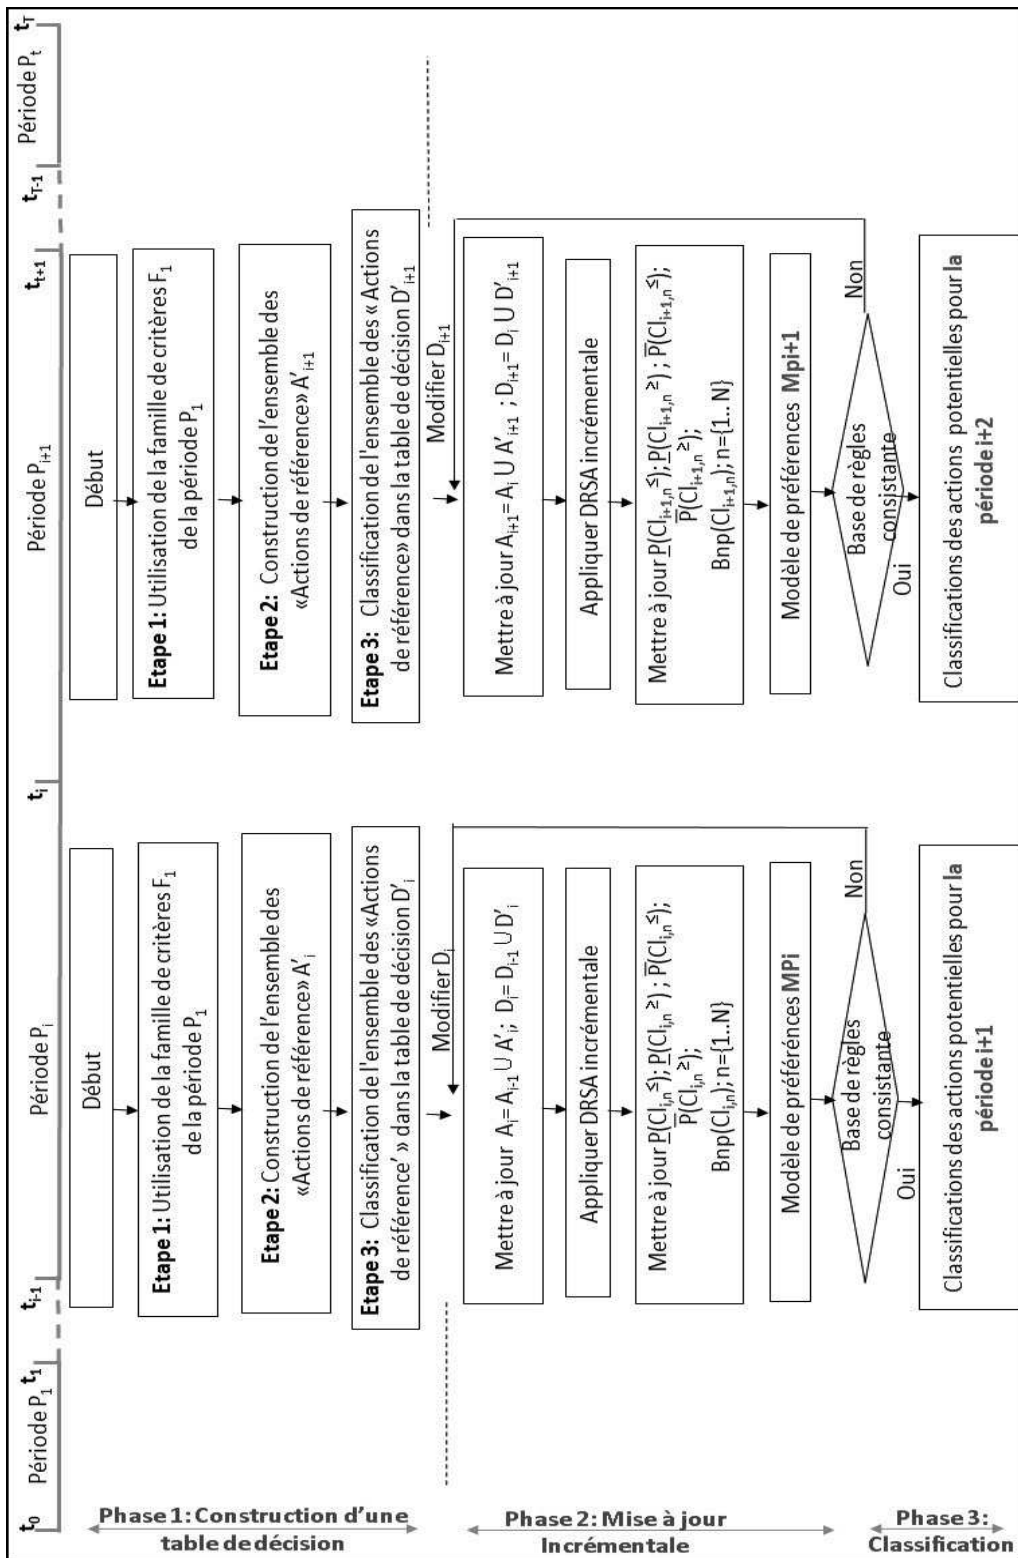 t₀ Période P₁ t₁ tᵢ₋₁ Période Pᵢ tᵢ Période Pᵢ₊₁ tₜ₊₁ t_T-1 Période Pₜ t_T
Phase 1: Construction d’une
table de décision
Phase 2: Mise à jour
Incrémentale
Phase 3:
Classification
Début
Etape 1: Utilisation de la famille de critères F₁
de la période P₁
Etape 2: Construction de l’ensemble des
«Actions de référence» A’ᵢ
Etape 3: Classification de l’ensemble des «Actions
de référence’» dans la table de décision D’ᵢ
Modifier Dᵢ
Mettre à jour Aᵢ= Aᵢ₋₁ ∪ A’ᵢ; Dᵢ= Dᵢ₋₁ ∪ D’ᵢ
Appliquer DRSA incrémentale
Mettre à jour P(Clᵢ,ₙ ≤); P(Clᵢ,ₙ ≥) ; P̅(Clᵢ,ₙ ≤);
P̅(Clᵢ,ₙ ≥);
Bnp(Clᵢ,ₙ); n={1..N}
Modèle de préférénces MPi
Base de règles
consistante
Non
Oui
Classifications des actions potentielles pour la
période i+1
Début
Etape 1: Utilisation de la famille de critères F₁
de la période P₁
Etape 2: Construction de l’ensemble des
«Actions de référence» A’ᵢ₊₁
Etape 3: Classification de l’ensemble des « Actions
de référence» dans la table de décision D’ᵢ₊₁
Modifier Dᵢ₊₁
Mettre à jour Aᵢ₊₁= Aᵢ ∪ A’ᵢ₊₁ ; Dᵢ₊₁= Dᵢ ∪ D’ᵢ₊₁
Appliquer DRSA incrémentale
Mettre à jour P(Clᵢ₊₁,ₙ ≤); P(Clᵢ₊₁,ₙ ≥) ; P̅(Clᵢ₊₁,ₙ ≤);
P̅(Clᵢ₊₁,ₙ ≥);
Bnp(Clᵢ₊₁,ₙ); n={1.. N}
Modèle de préférences Mpi+1
Base de règles
consistante
Non
Oui
Classifications des actions potentielles pour la
période i+2